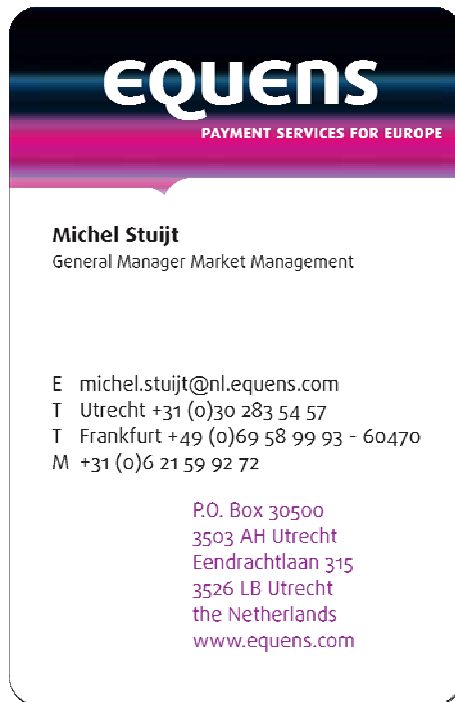 EQUENS
PAYMENT SERVICES FOR EUROPE
Michel Stuijt
General Manager Market Management
E michel.stuijt@nl.equens.com
T Utrecht +31 (0)30 283 54 57
T Frankfurt +49 (0)69 58 99 93 - 60470
M +31 (0)6 21 59 92 72
P.O. Box 30500
3503 AH Utrecht
Eendrachtlaan 315
3526 LB Utrecht
the Netherlands
www.equens.com